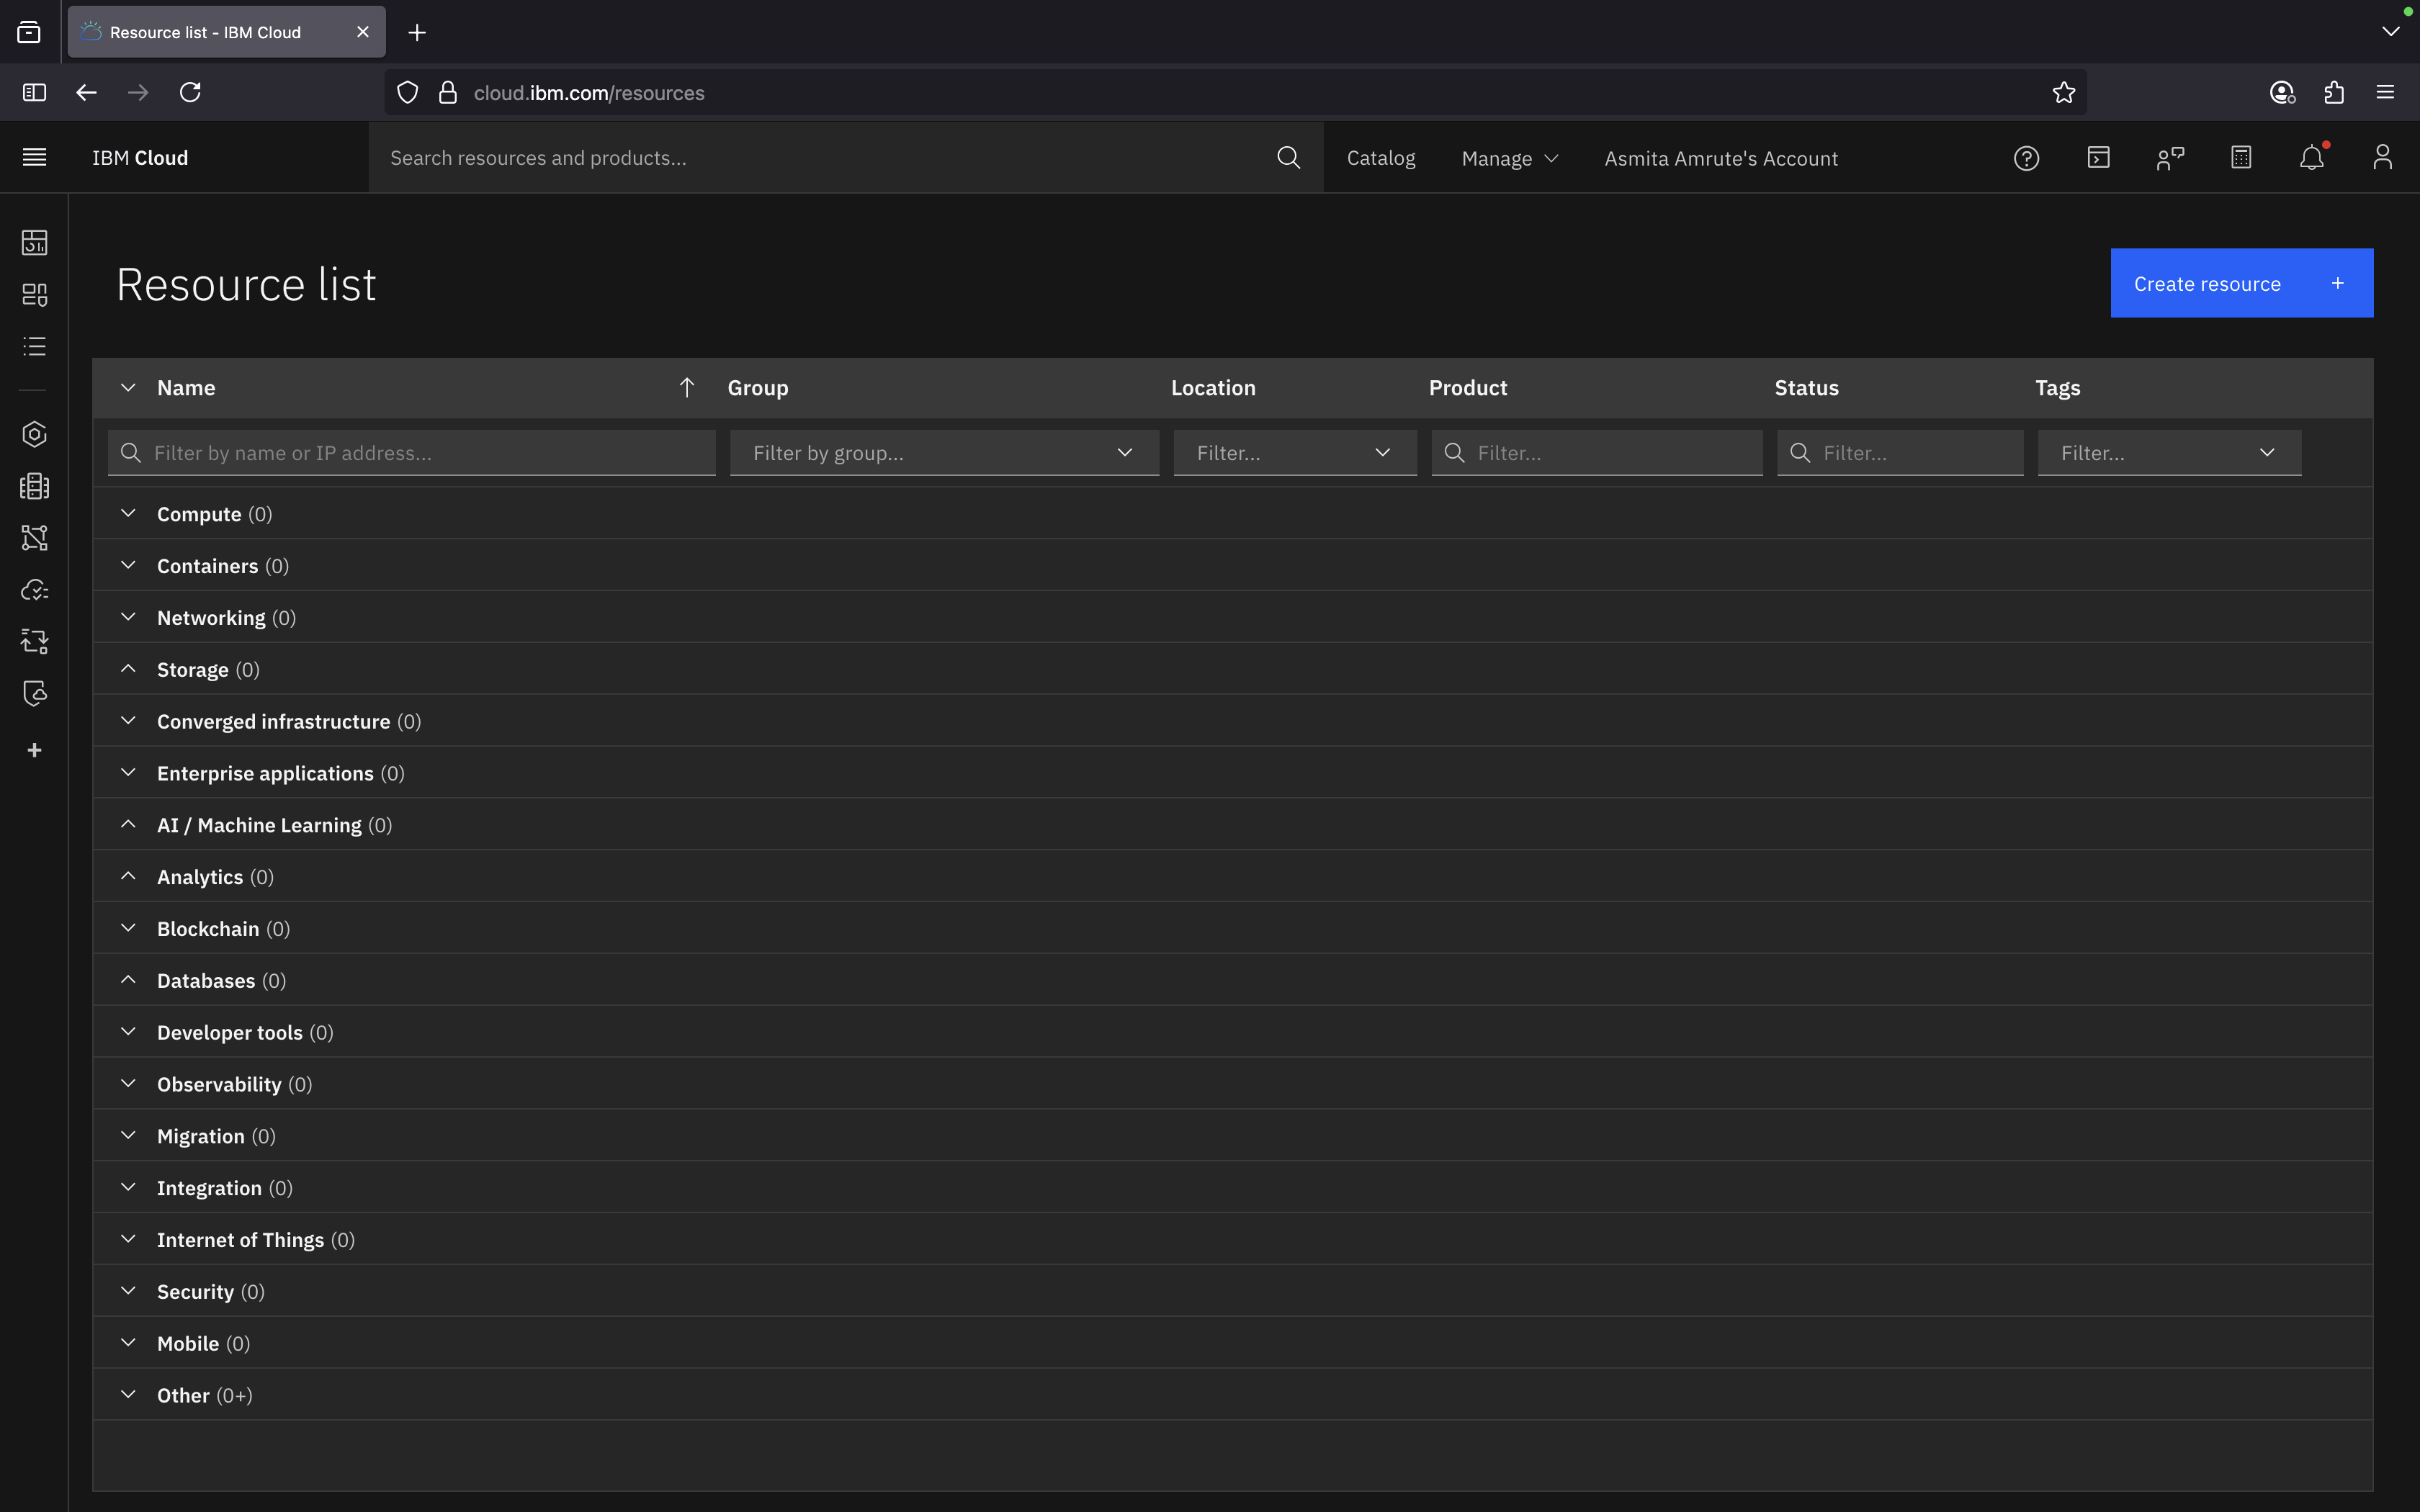 Resource list - IBM Cloud
cloud.ibm.com/resources
IBM Cloud
Search resources and products...
Catalog
Manage
Asmita Amrute's Account
Resource list
Create resource +
Name Group Location Product Status Tags
Filter by name or IP address... Filter by group... Filter... Filter... Filter... Filter...
Compute (0)
Containers (0)
Networking (0)
Storage (0)
Converged infrastructure (0)
Enterprise applications (0)
AI / Machine Learning (0)
Analytics (0)
Blockchain (0)
Databases (0)
Developer tools (0)
Observability (0)
Migration (0)
Integration (0)
Internet of Things (0)
Security (0)
Mobile (0)
Other (0+)